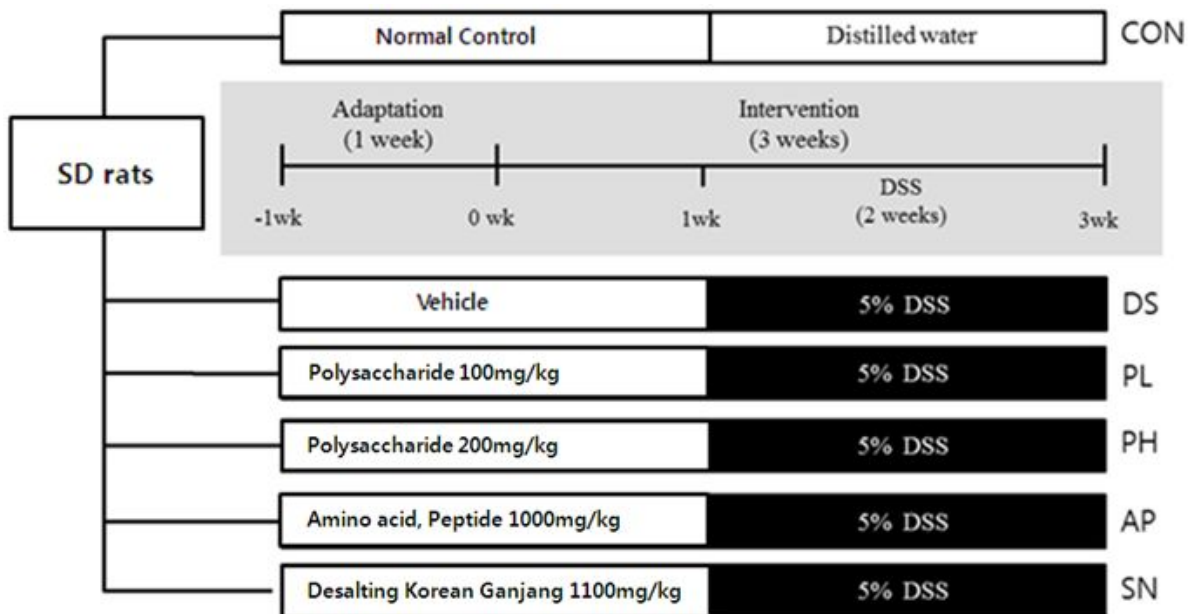 Normal Control
Distilled water
CON
SD rats
Adaptation
(1 week)
Intervention
(3 weeks)
-1wk
0 wk
1wk
DSS
(2 weeks)
3wk
Vehicle
5% DSS
DS
Polysaccharide 100mg/kg
5% DSS
PL
Polysaccharide 200mg/kg
5% DSS
PH
Amino acid, Peptide 1000mg/kg
5% DSS
AP
Desalting Korean Ganjang 1100mg/kg
5% DSS
SN